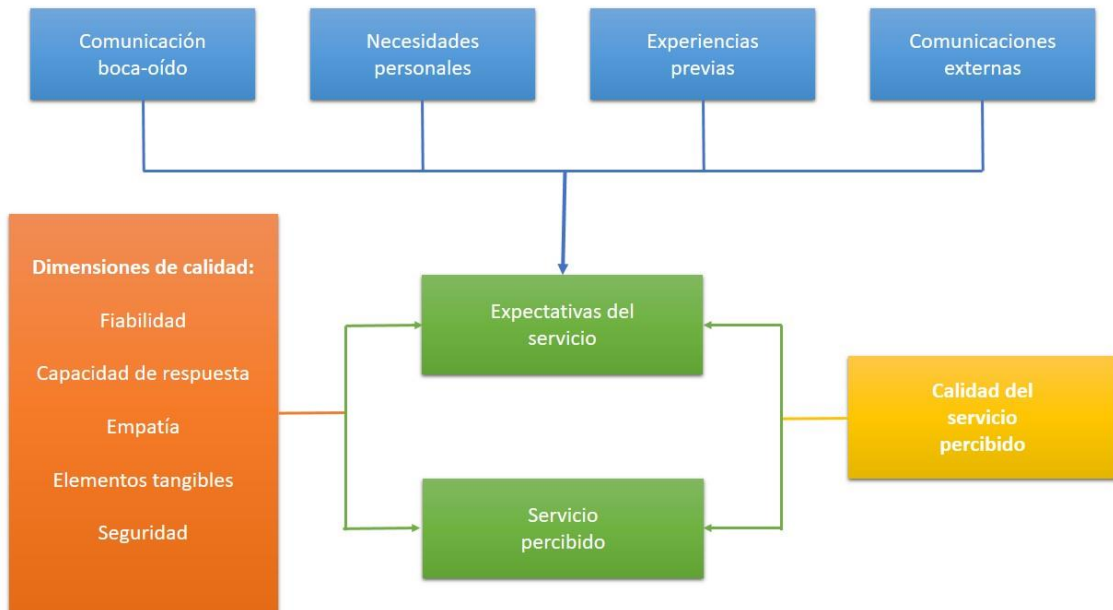 Comunicación
boca-oído
Necesidades
personales
Experiencias
previas
Comunicaciones
externas
Dimensiones de calidad:
Fiabilidad
Capacidad de respuesta
Empatía
Elementos tangibles
Seguridad
Expectativas del
servicio
Servicio
percibido
Calidad del
servicio
percibido